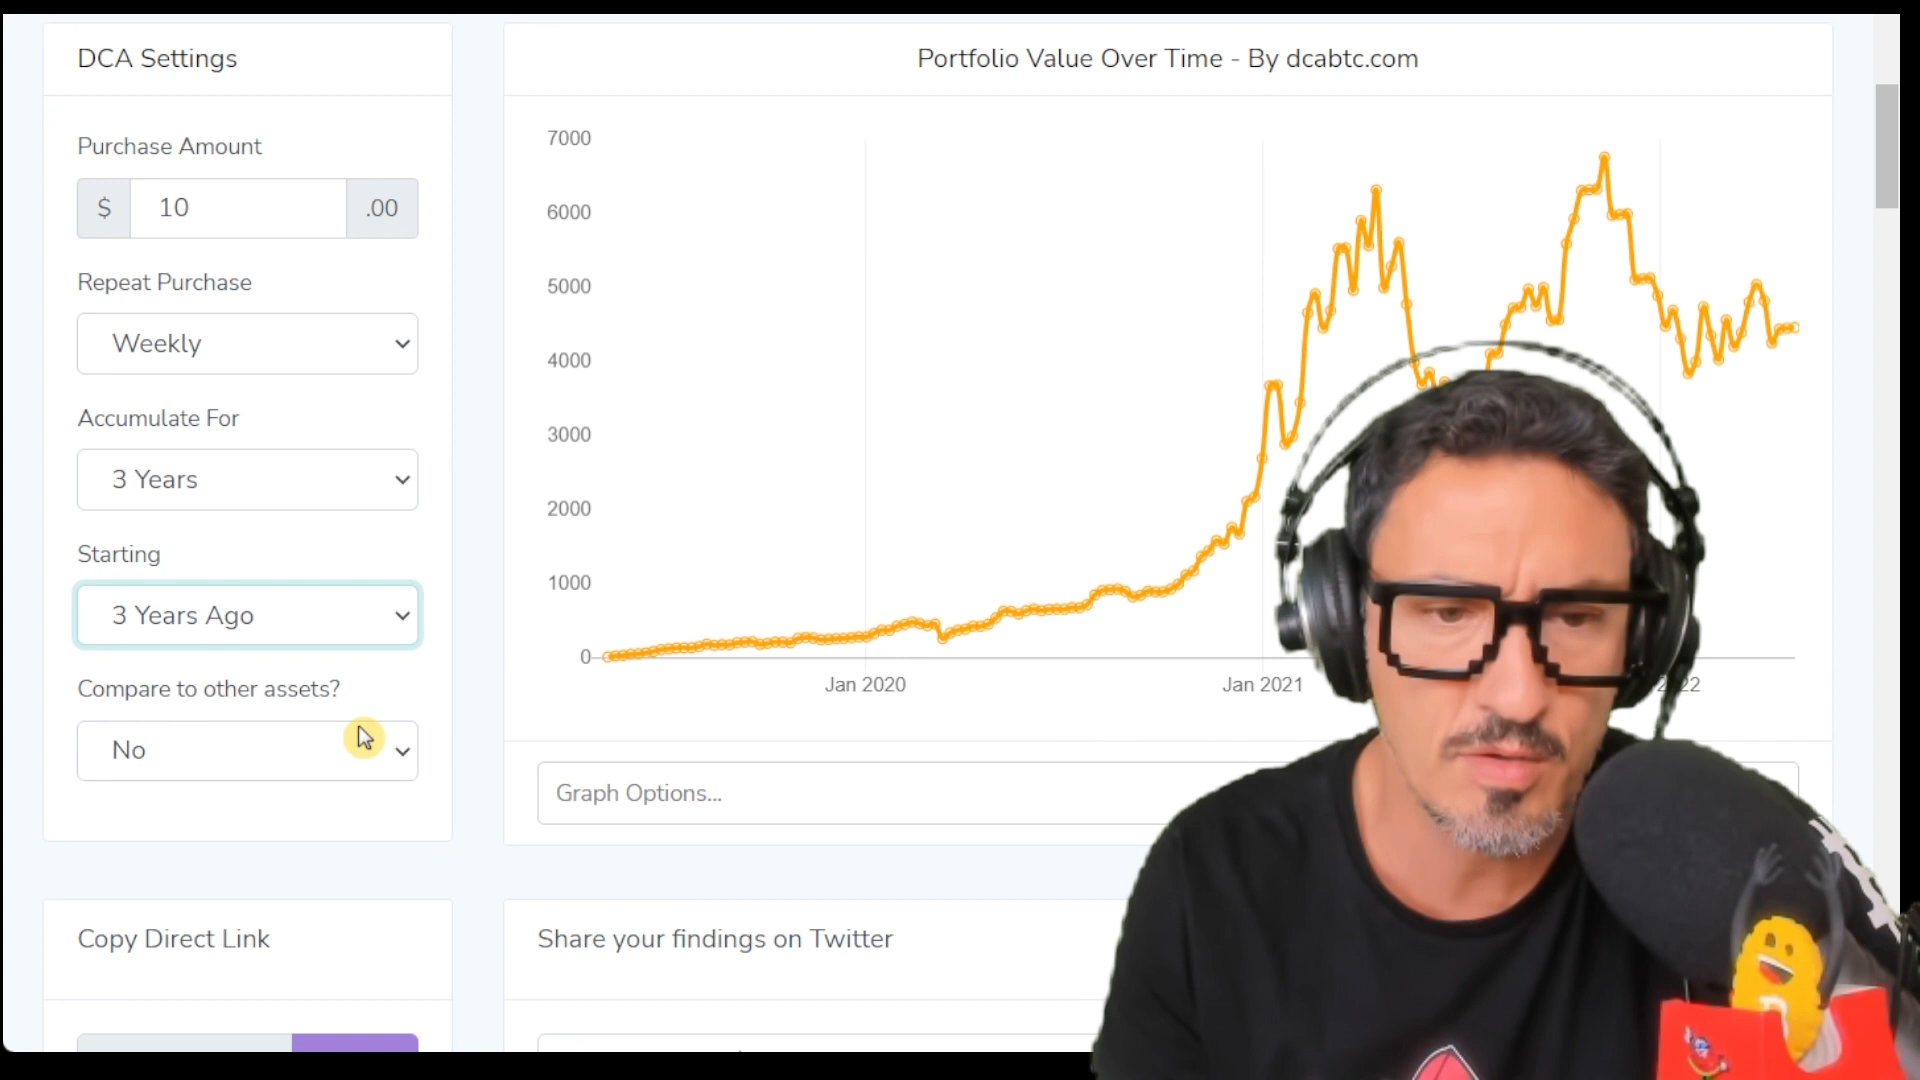 DCA Settings
Portfolio Value Over Time - By dcabtc.com
Purchase Amount
$ 10 .00
Repeat Purchase
Weekly
Accumulate For
3 Years
Starting
3 Years Ago
Compare to other assets?
No
7000
6000
5000
4000
3000
2000
1000
0
Jan 2020
Jan 2021
Graph Options...
Copy Direct Link
Share your findings on Twitter